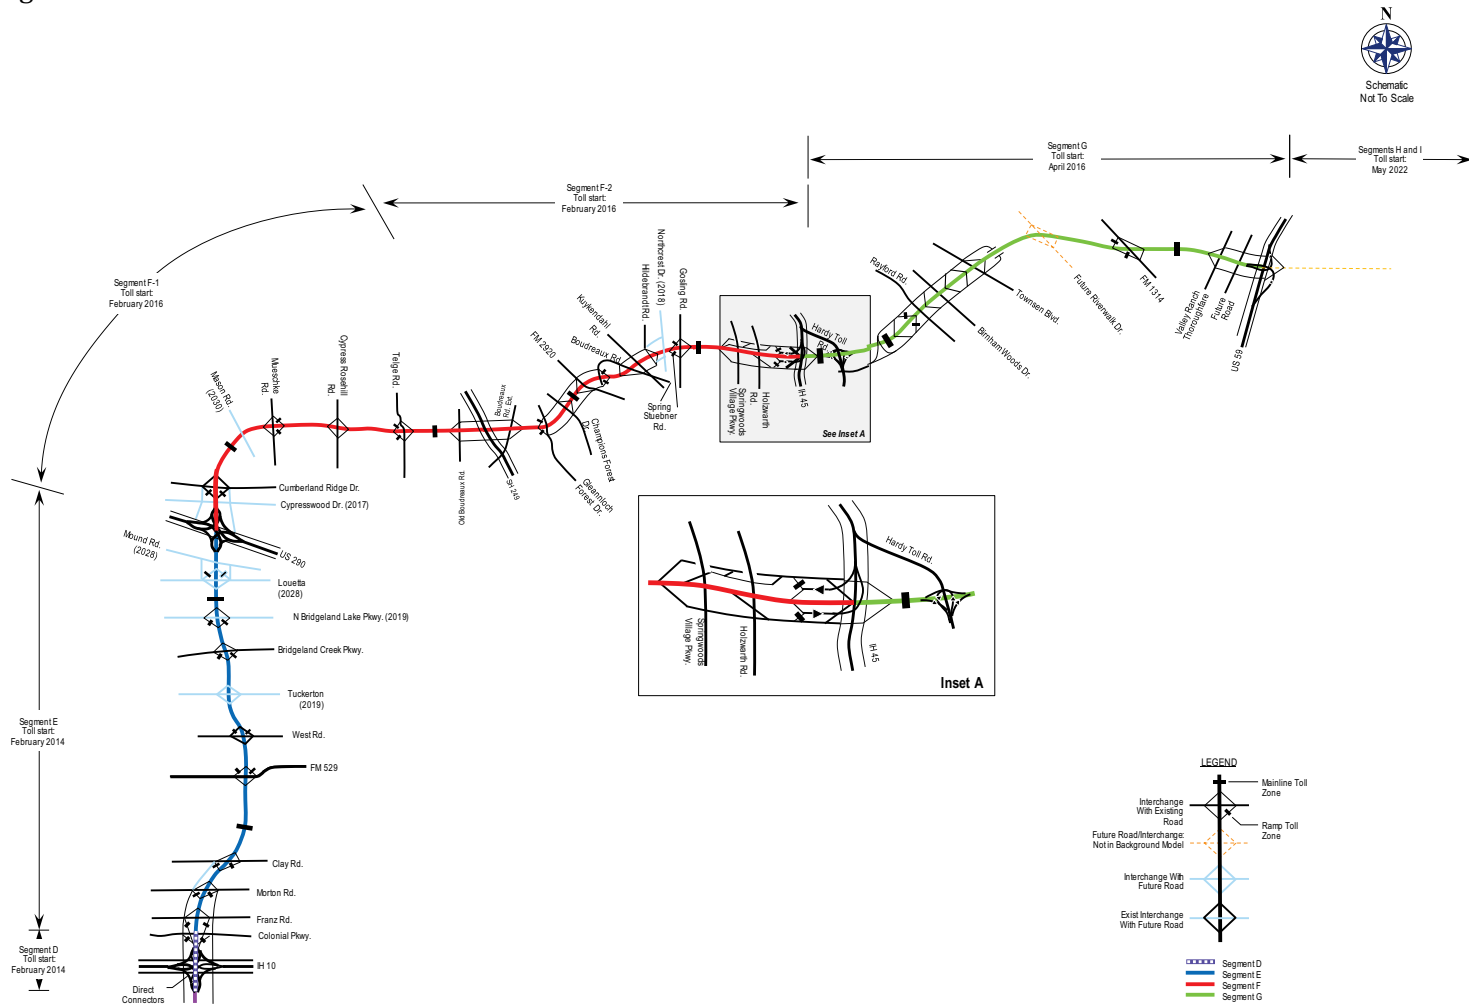 N
Schematic
Not To Scale
Segment G
Toll start:
April 2016
Segments H and I
Toll start:
May 2022
Segment F-2
Toll start:
February 2016
Segment F-1
Toll start:
February 2016
Mason Rd.
(2030)
Mueschke
Rd.
Cypress Rosehill
Rd.
Telge Rd.
Old Boudreaux Rd.
Boudreaux
Rd. Ext.
SH 249
FM 2920
Gleannloch
Forest Dr.
Champions Forest
Dr.
Boudreaux Rd.
Kuykendahl
Rd.
Hildebrandt Rd.
Northcrest Dr. (2018)
Gosling Rd.
Spring
Stuebner
Rd.
Springwoods
Village Pkwy.
Holzwarth
Rd.
IH 45
Hardy Toll
Rd.
See Inset A
Rayford Rd.
Birnham Woods Dr.
Townsen Blvd.
Future Riverwalk Dr.
FM 1314
Valley Ranch
Thoroughfare
Future
Road
US 59
Cumberland Ridge Dr.
Cypresswood Dr. (2017)
US 290
Mound Rd.
(2028)
Louetta
(2028)
N Bridgeland Lake Pkwy. (2019)
Bridgeland Creek Pkwy.
Tuckerton
(2019)
West Rd.
FM 529
Clay Rd.
Morton Rd.
Franz Rd.
Colonial Pkwy.
IH 10
Direct
Connectors
Segment E
Toll start:
February 2014
Segment D
Toll start:
February 2014
Springwoods
Village Pkwy.
Holzwarth Rd.
IH 45
Hardy Toll Rd.
Inset A
LEGEND
Mainline Toll
Zone
Interchange
With Existing
Road
Ramp Toll
Zone
Future Road/Interchange:
Not in Background Model
Interchange With
Future Road
Exist Interchange
With Future Road
Segment D
Segment E
Segment F
Segment G